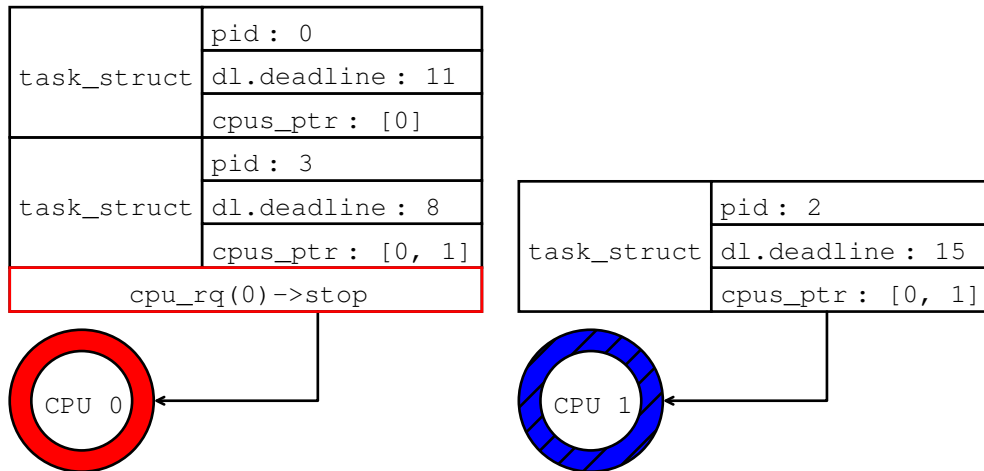 pid : 0
task_struct dl.deadline : 11
cpus_ptr : [0]
pid : 3
task_struct dl.deadline : 8
cpus_ptr : [0, 1]
cpu_rq(0)->stop
CPU 0
pid : 2
task_struct dl.deadline : 15
cpus_ptr : [0, 1]
CPU 1